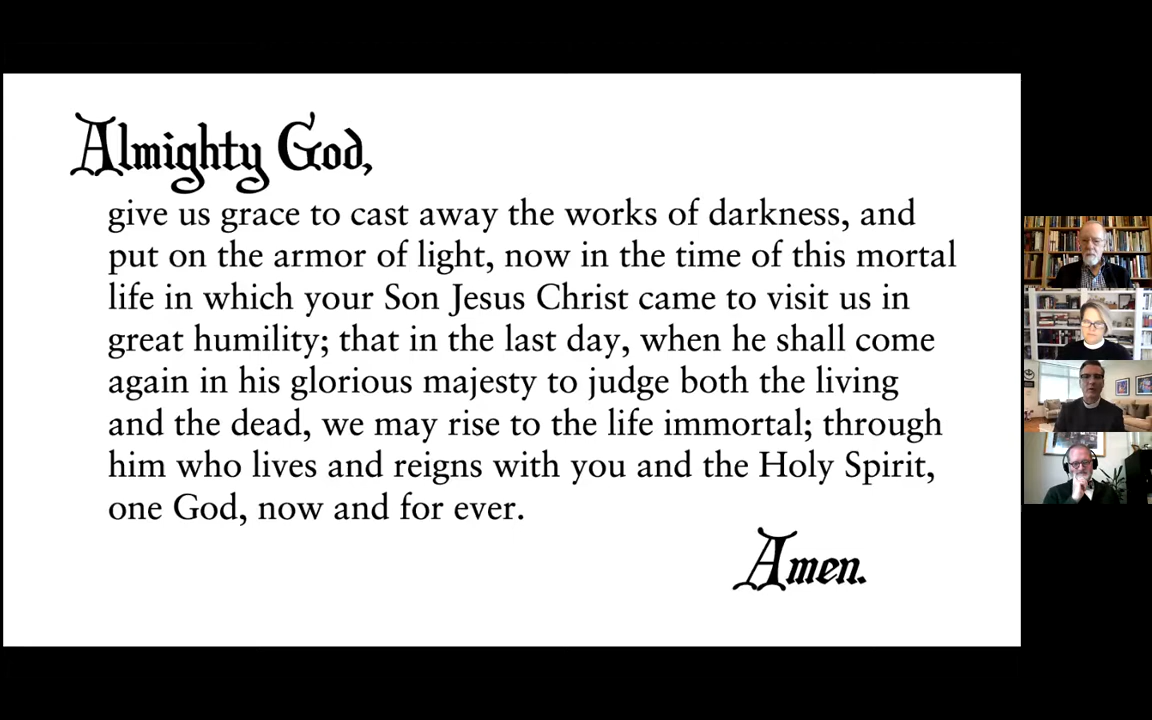 Almighty God,
give us grace to cast away the works of darkness, and
put on the armor of light, now in the time of this mortal
life in which your Son Jesus Christ came to visit us in
great humility; that in the last day, when he shall come
again in his glorious majesty to judge both the living
and the dead, we may rise to the life immortal; through
him who lives and reigns with you and the Holy Spirit,
one God, now and for ever.
Amen.